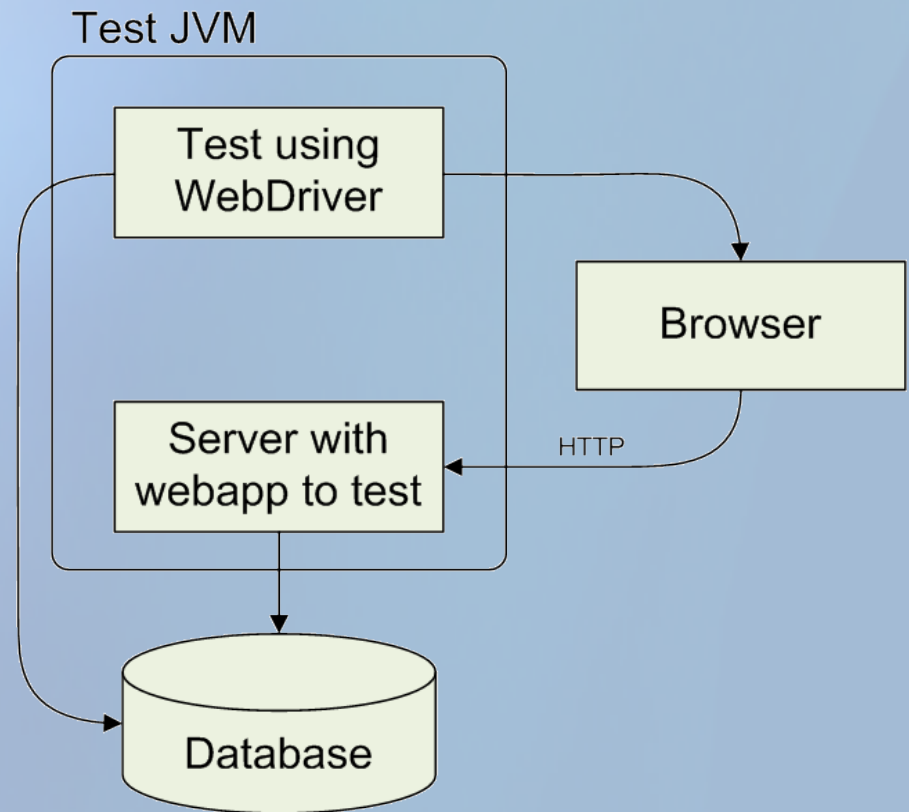 Test JVM
Test using
WebDriver
Browser
Server with
webapp to test
HTTP
Database